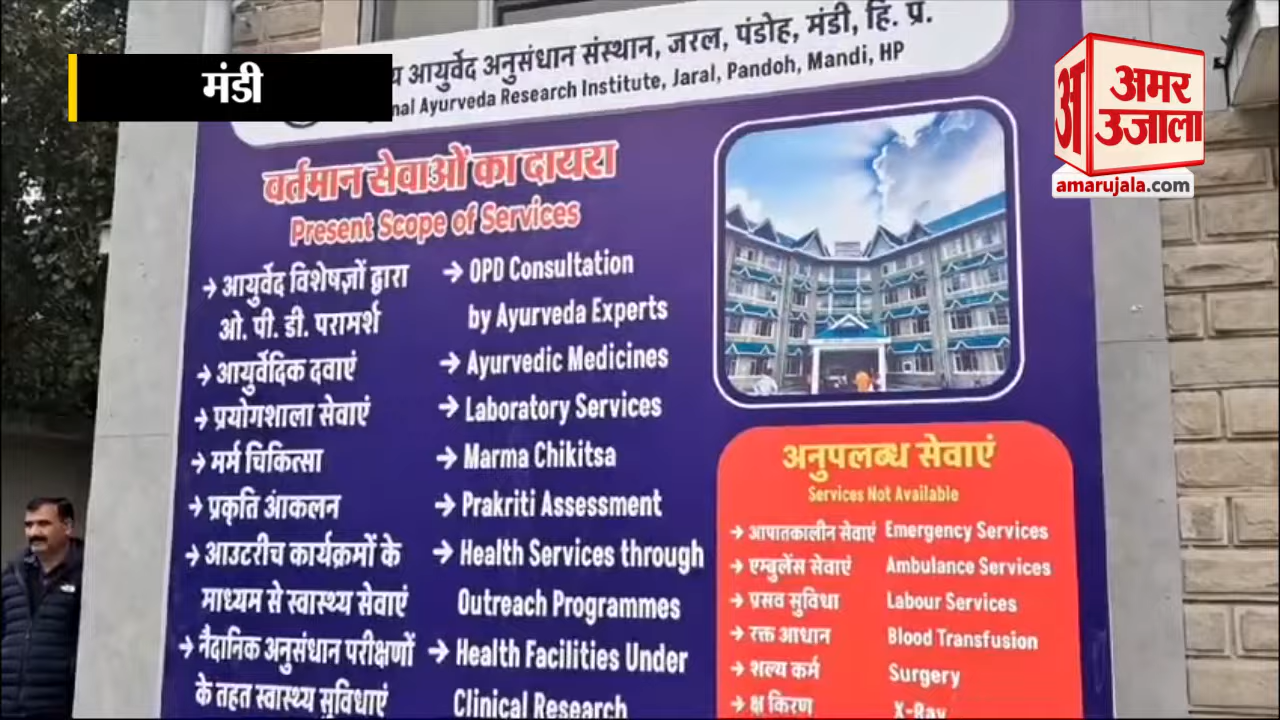 मंडी
आयुर्वेद अनुसंधान संस्थान, जरल, पंडोह, मंडी, हि. प्र.
Ayurveda Research Institute, Jaral, Pandoh, Mandi, HP
अ अमर
उजाला
amarujala.com
वर्तमान सेवाओं का दायरा
Present Scope of Services
→ आयुर्वेद विशेषज्ञों द्वारा
ओ. पी. डी. परामर्श
→ आयुर्वेदिक दवाएं
→ प्रयोगशाला सेवाएं
→ मर्म चिकित्सा
→ प्रकृति आंकलन
→ आउटरीच कार्यक्रमों के
माध्यम से स्वास्थ्य सेवाएं
→ नैदानिक अनुसंधान परीक्षणों
के तहत स्वास्थ्य सुविधाएं
→ OPD Consultation
by Ayurveda Experts
→ Ayurvedic Medicines
→ Laboratory Services
→ Marma Chikitsa
→ Prakriti Assessment
→ Health Services through
Outreach Programmes
→ Health Facilities Under
Clinical Research
अनुपलब्ध सेवाएं
Services Not Available
→ आपातकालीन सेवाएं Emergency Services
→ एम्बुलेंस सेवाएं Ambulance Services
→ प्रसव सुविधा Labour Services
→ रक्त आधान Blood Transfusion
→ शल्य कर्म Surgery
→ क्ष किरण X-Ray